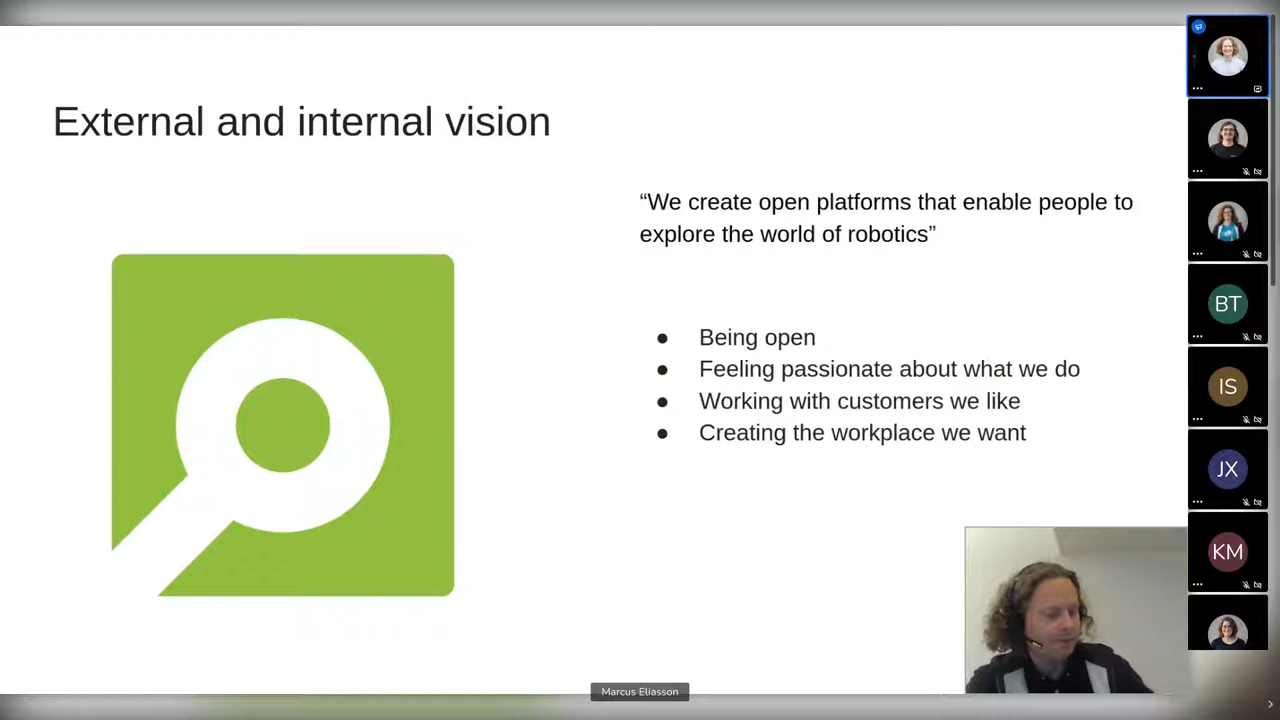 External and internal vision
“We create open platforms that enable people to
explore the world of robotics”
● Being open
● Feeling passionate about what we do
● Working with customers we like
● Creating the workplace we want
BT
IS
JX
KM
Marcus Eliasson